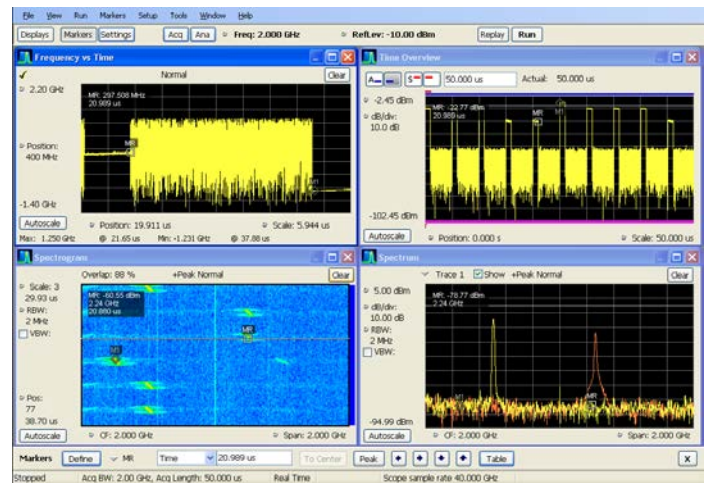 File View Run Markers Setup Tools Window Help
Displays Markers Settings Acq Ana Freq: 2.000 GHz RefLev: -10.00 dBm Replay Run
Frequency vs Time
Normal Clear
2.20 GHz
MR: 297.508 MHz
20.989 us
Position:
400 MHz
MR
M1
-1.40 GHz
Autoscale Position: 19.911 us Scale: 5.944 us
Max: 1.250 GHz @ 21.65 us Min: -1.231 GHz @ 37.88 us
Time Overview
50.000 us Actual: 50.000 us
-2.45 dBm
dB/div:
10.0 dB
MR: -22.77 dBm
20.989 us
MR
M1
-102.45 dBm
Autoscale Position: 0.000 s Scale: 50.000 us
Spectrogram
Overlap: 88 % +Peak Normal Clear
Scale: 3
29.93 us
RBW:
2 MHz
VBW:
MR: -60.55 dBm
2.24 GHz
20.860 us
MR
M1
Pos:
77
38.70 us
Autoscale CF: 2.000 GHz Span: 2.000 GHz
Spectrum
Trace 1 Show +Peak Normal Clear
5.00 dBm
dB/div:
10.00 dB
RBW:
2 MHz
VBW:
MR: -78.77 dBm
2.24 GHz
MR
-94.99 dBm
Autoscale CF: 2.000 GHz Span: 2.000 GHz
Markers Define MR Time 20.989 us To Center Peak Table X
Stopped Acq BW: 2.00 GHz, Acq Length: 50.000 us Real Time Scope sample rate 40.000 GHz